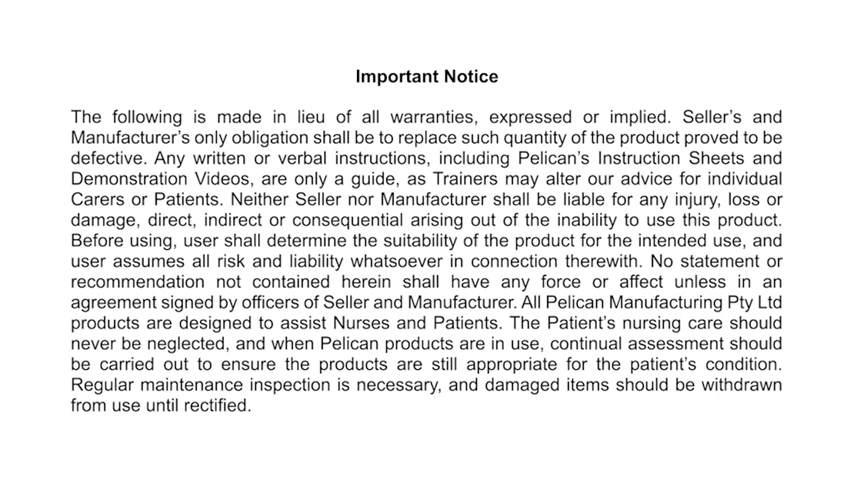 Important Notice
The following is made in lieu of all warranties, expressed or implied. Seller's and
Manufacturer's only obligation shall be to replace such quantity of the product proved to be
defective. Any written or verbal instructions, including Pelican's Instruction Sheets and
Demonstration Videos, are only a guide, as Trainers may alter our advice for individual
Carers or Patients. Neither Seller nor Manufacturer shall be liable for any injury, loss or
damage, direct, indirect or consequential arising out of the inability to use this product.
Before using, user shall determine the suitability of the product for the intended use, and
user assumes all risk and liability whatsoever in connection therewith. No statement or
recommendation not contained herein shall have any force or affect unless in an
agreement signed by officers of Seller and Manufacturer. All Pelican Manufacturing Pty Ltd
products are designed to assist Nurses and Patients. The Patient's nursing care should
never be neglected, and when Pelican products are in use, continual assessment should
be carried out to ensure the products are still appropriate for the patient's condition.
Regular maintenance inspection is necessary, and damaged items should be withdrawn
from use until rectified.